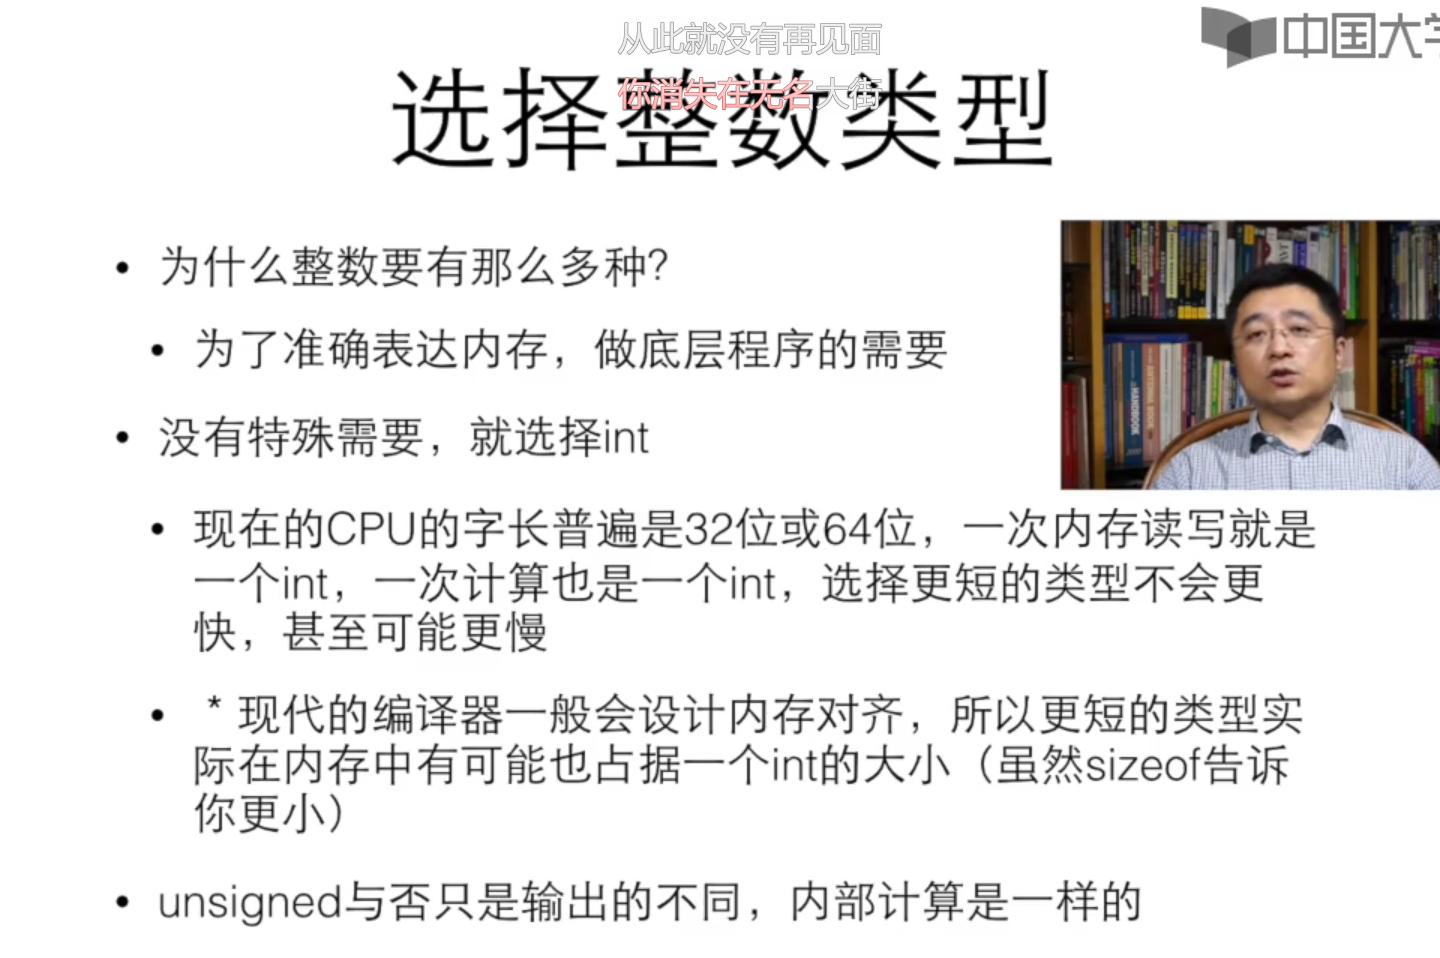 从此就没有再见面
你消失在无名大街
中国大学
选择整数类型
为什么整数要有那么多种？
为了准确表达内存，做底层程序的需要
没有特殊需要，就选择int
现在的CPU的字长普遍是32位或64位，一次内存读写就是
一个int，一次计算也是一个int，选择更短的类型不会更
快，甚至可能更慢
* 现代的编译器一般会设计内存对齐，所以更短的类型实
际在内存中有可能也占据一个int的大小（虽然sizeof告诉
你更小）
unsigned与否只是输出的不同，内部计算是一样的
HANDBOOK